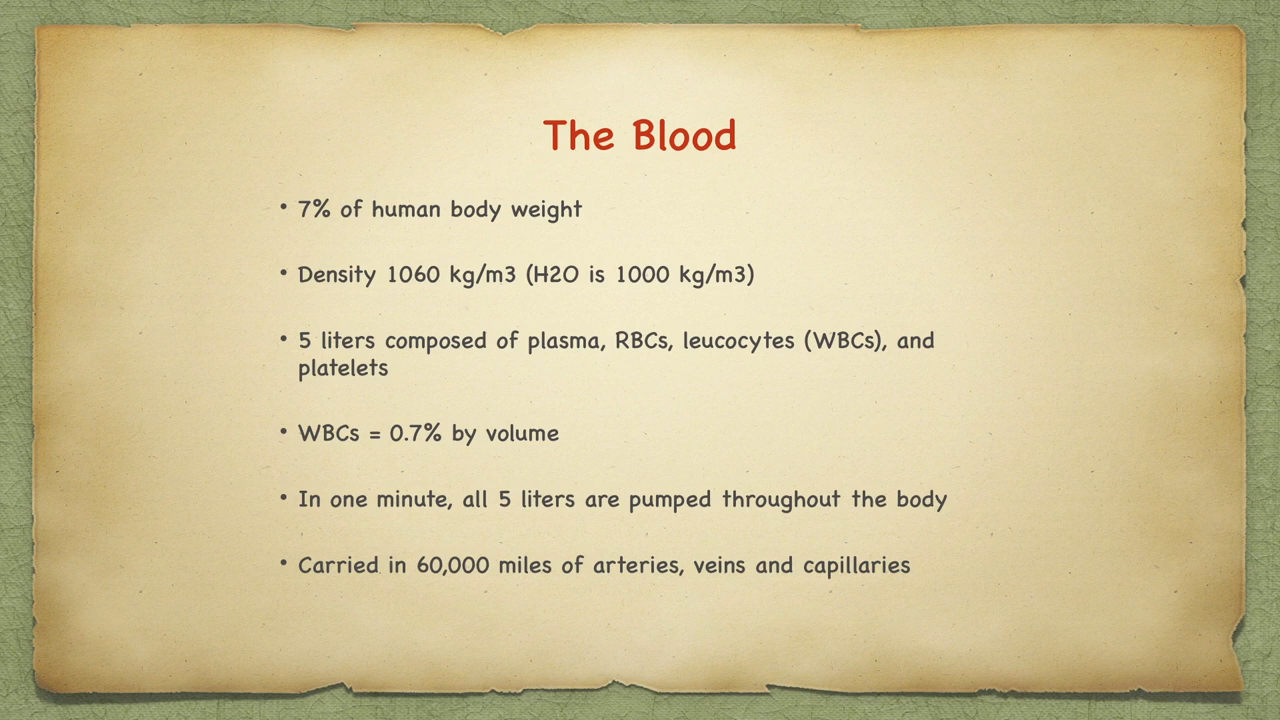 The Blood
• 7% of human body weight
• Density 1060 kg/m3 (H2O is 1000 kg/m3)
• 5 liters composed of plasma, RBCs, leucocytes (WBCs), and
platelets
• WBCs = 0.7% by volume
• In one minute, all 5 liters are pumped throughout the body
• Carried in 60,000 miles of arteries, veins and capillaries